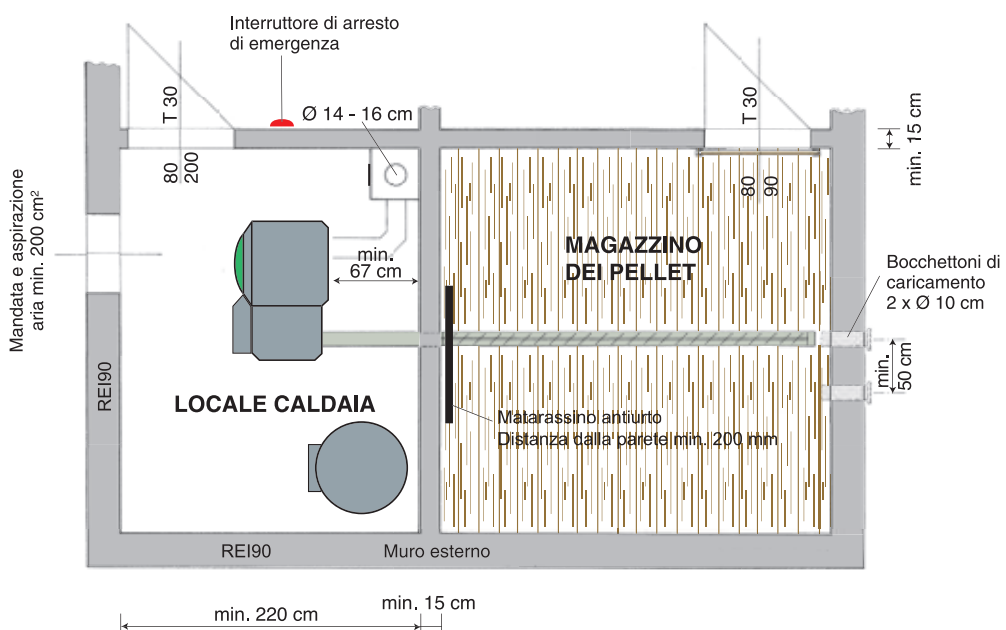 Interruttore di arresto
di emergenza
Ø 14 - 16 cm
T 30
80
200
T 30
80
90
min. 15 cm
Mandata e aspirazione
aria min. 200 cm²
min.
67 cm
MAGAZZINO
DEI PELLET
Bocchettoni di
caricamento
2 x Ø 10 cm
min.
50 cm
REI90
LOCALE CALDAIA
Matarassino antiurto
Distanza dalla parete min. 200 mm
REI90
Muro esterno
min. 220 cm
min. 15 cm